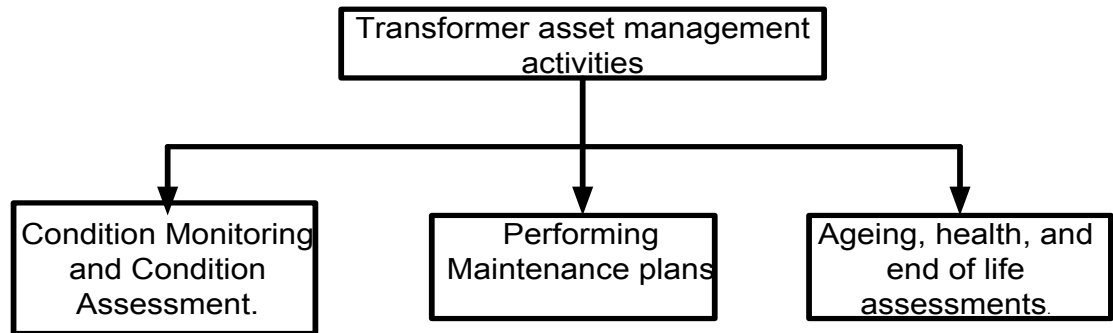 Transformer asset management
activities
Condition Monitoring
and Condition
Assessment.
Performing
Maintenance plans
Ageing, health, and
end of life
assessments.